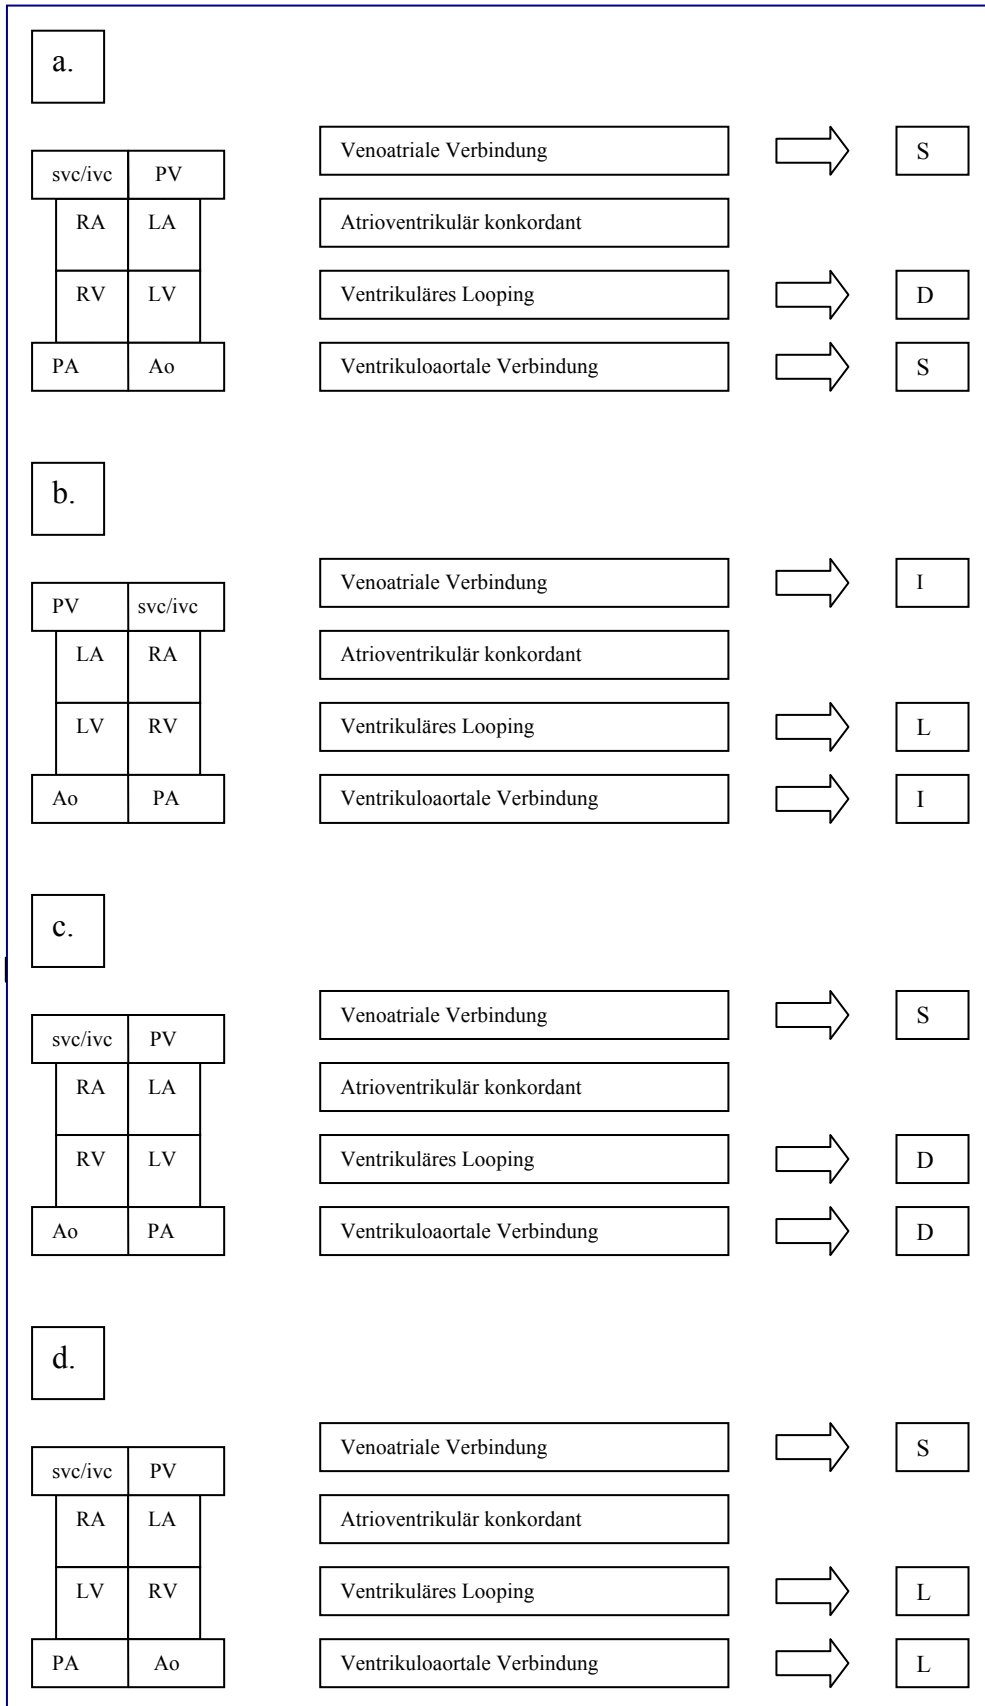 a.
Venoatriale Verbindung S
svc/ivc PV
RA LA Atrioventrikulär konkordant
RV LV Ventrikuläres Looping D
PA Ao Ventrikuloaortale Verbindung S
b.
Venoatriale Verbindung I
PV svc/ivc
LA RA Atrioventrikulär konkordant
LV RV Ventrikuläres Looping L
Ao PA Ventrikuloaortale Verbindung I
c.
Venoatriale Verbindung S
svc/ivc PV
RA LA Atrioventrikulär konkordant
RV LV Ventrikuläres Looping D
Ao PA Ventrikuloaortale Verbindung D
d.
Venoatriale Verbindung S
svc/ivc PV
RA LA Atrioventrikulär konkordant
LV RV Ventrikuläres Looping L
PA Ao Ventrikuloaortale Verbindung L